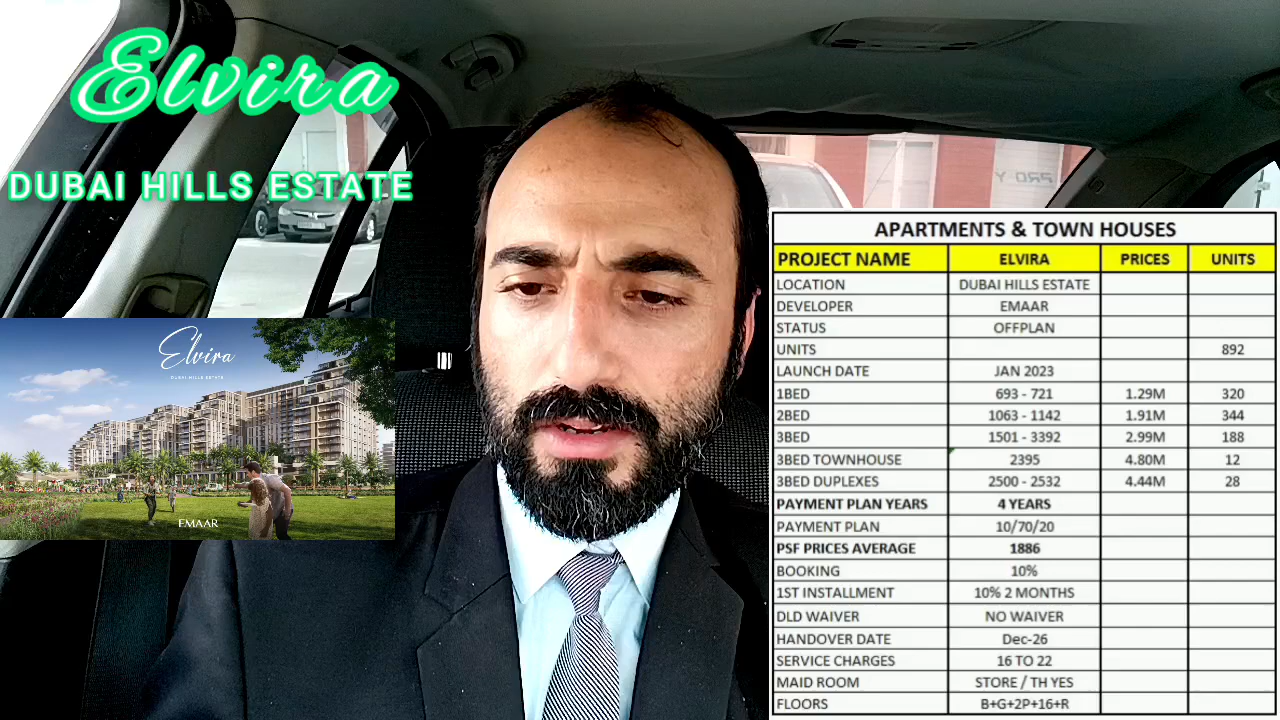 Elvira
DUBAI HILLS ESTATE
Elvira
DUBAI HILLS ESTATE
EMAAR
APARTMENTS & TOWN HOUSES
PROJECT NAME ELVIRA PRICES UNITS
LOCATION DUBAI HILLS ESTATE
DEVELOPER EMAAR
STATUS OFFPLAN
UNITS 892
LAUNCH DATE JAN 2023
1BED 693 - 721 1.29M 320
2BED 1063 - 1142 1.91M 344
3BED 1501 - 3392 2.99M 188
3BED TOWNHOUSE 2395 4.80M 12
3BED DUPLEXES 2500 - 2532 4.44M 28
PAYMENT PLAN YEARS 4 YEARS
PAYMENT PLAN 10/70/20
PSF PRICES AVERAGE 1886
BOOKING 10%
1ST INSTALLMENT 10% 2 MONTHS
DLD WAIVER NO WAIVER
HANDOVER DATE Dec-26
SERVICE CHARGES 16 TO 22
MAID ROOM STORE / TH YES
FLOORS B+G+2P+16+R